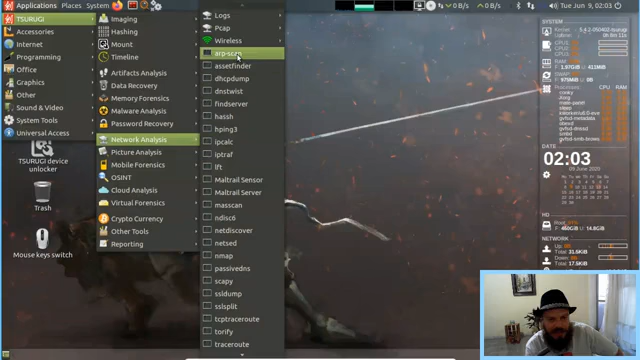 Applications Places System
0 B/s 0 B/s Tue Jun 9, 02:03
TSURUGI
Accessories
Internet
Programming
Office
Graphics
Other
Sound & Video
System Tools
Universal Access
Imaging
Hashing
Mount
Timeline
Artifacts Analysis
Data Recovery
Memory Forensics
Malware Analysis
Password Recovery
Network Analysis
Picture Analysis
Mobile Forensics
OSINT
Cloud Analysis
Virtual Forensics
Crypto Currency
Other Tools
Reporting
Logs
Pcap
Wireless
arp-scan
assetfinder
dhcpdump
dnstwist
findserver
hassh
hping3
ipcalc
iptraf
lft
Maltrail Sensor
Maltrail Server
masscan
ndisc6
netdiscover
netsed
nmap
passivedns
scapy
ssldump
sslsplit
tcptraceroute
torify
traceroute
TSURUGI device
unlocker
Trash
Mouse keys switch
SYSTEM
DATE
02:03
09 June 2020
HD
NETWORK